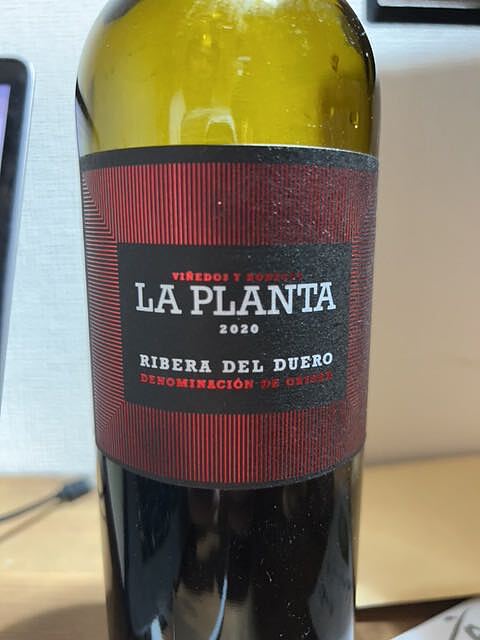 VIÑEDOS Y BODEGAS
LA PLANTA
2020
RIBERA DEL DUERO
DENOMINACIÓN DE ORIGEN